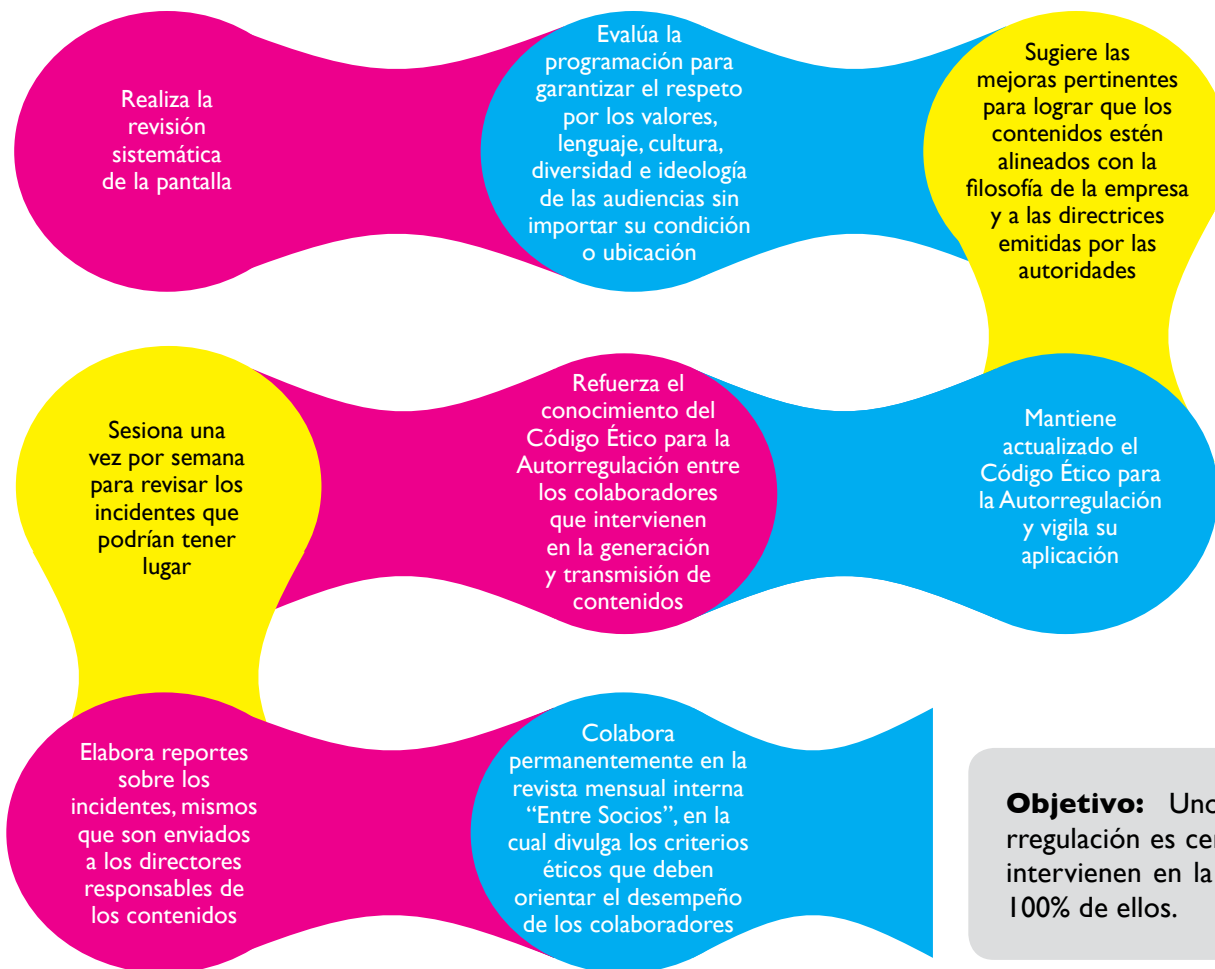 Realiza la
revisión
sistemática
de la pantalla
Evalúa la
programación para
garantizar el respeto
por los valores,
lenguaje, cultura,
diversidad e ideología
de las audiencias sin
importar su condición
o ubicación
Sugiere las
mejoras pertinentes
para lograr que los
contenidos estén
alineados con la
filosofía de la empresa
y a las directrices
emitidas por las
autoridades
Mantiene
actualizado el
Código Ético para
la Autorregulación
y vigila su
aplicación
Refuerza el
conocimiento del
Código Ético para la
Autorregulación entre
los colaboradores
que intervienen
en la generación
y transmisión de
contenidos
Sesiona una
vez por semana
para revisar los
incidentes que
podrían tener
lugar
Elabora reportes
sobre los
incidentes, mismos
que son enviados
a los directores
responsables de
los contenidos
Colabora
permanentemente en la
revista mensual interna
“Entre Socios”, en la
cual divulga los criterios
éticos que deben
orientar el desempeño
de los colaboradores
Objetivo: Uno
rregulación es cer
intervienen en la
100% de ellos.